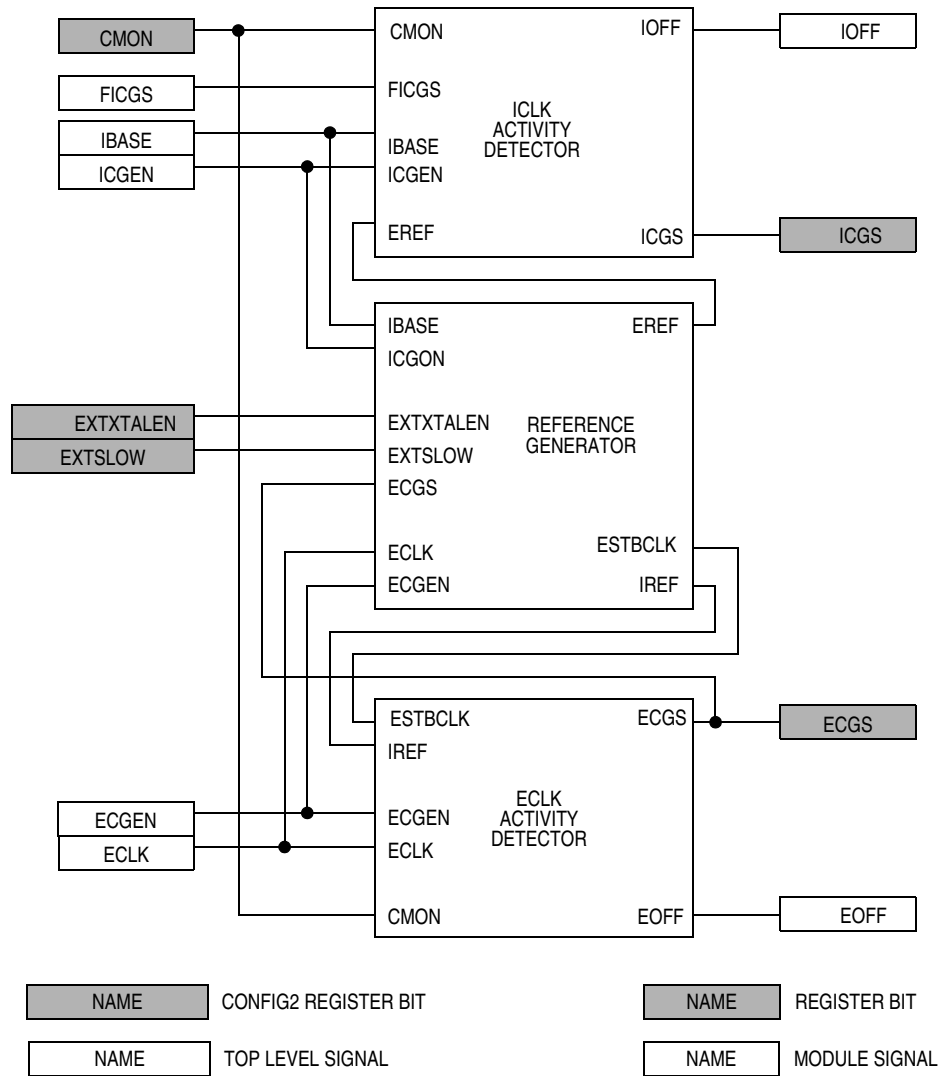 CMON
FICGS
IBASE
ICGEN
CMON
FICGS
IBASE
ICGEN
EREF
ICLK
ACTIVITY
DETECTOR
IOFF
ICGS
IOFF
ICGS
EXTXTALEN
EXTSLOW
IBASE
ICGON
EXTXTALEN
EXTSLOW
ECGS
ECLK
ECGEN
REFERENCE
GENERATOR
EREF
ESTBCLK
IREF
ECGEN
ECLK
ESTBCLK
IREF
ECGEN
ECLK
CMON
ECLK
ACTIVITY
DETECTOR
ECGS
EOFF
ECGS
EOFF
NAME CONFIG2 REGISTER BIT
NAME REGISTER BIT
NAME TOP LEVEL SIGNAL
NAME MODULE SIGNAL